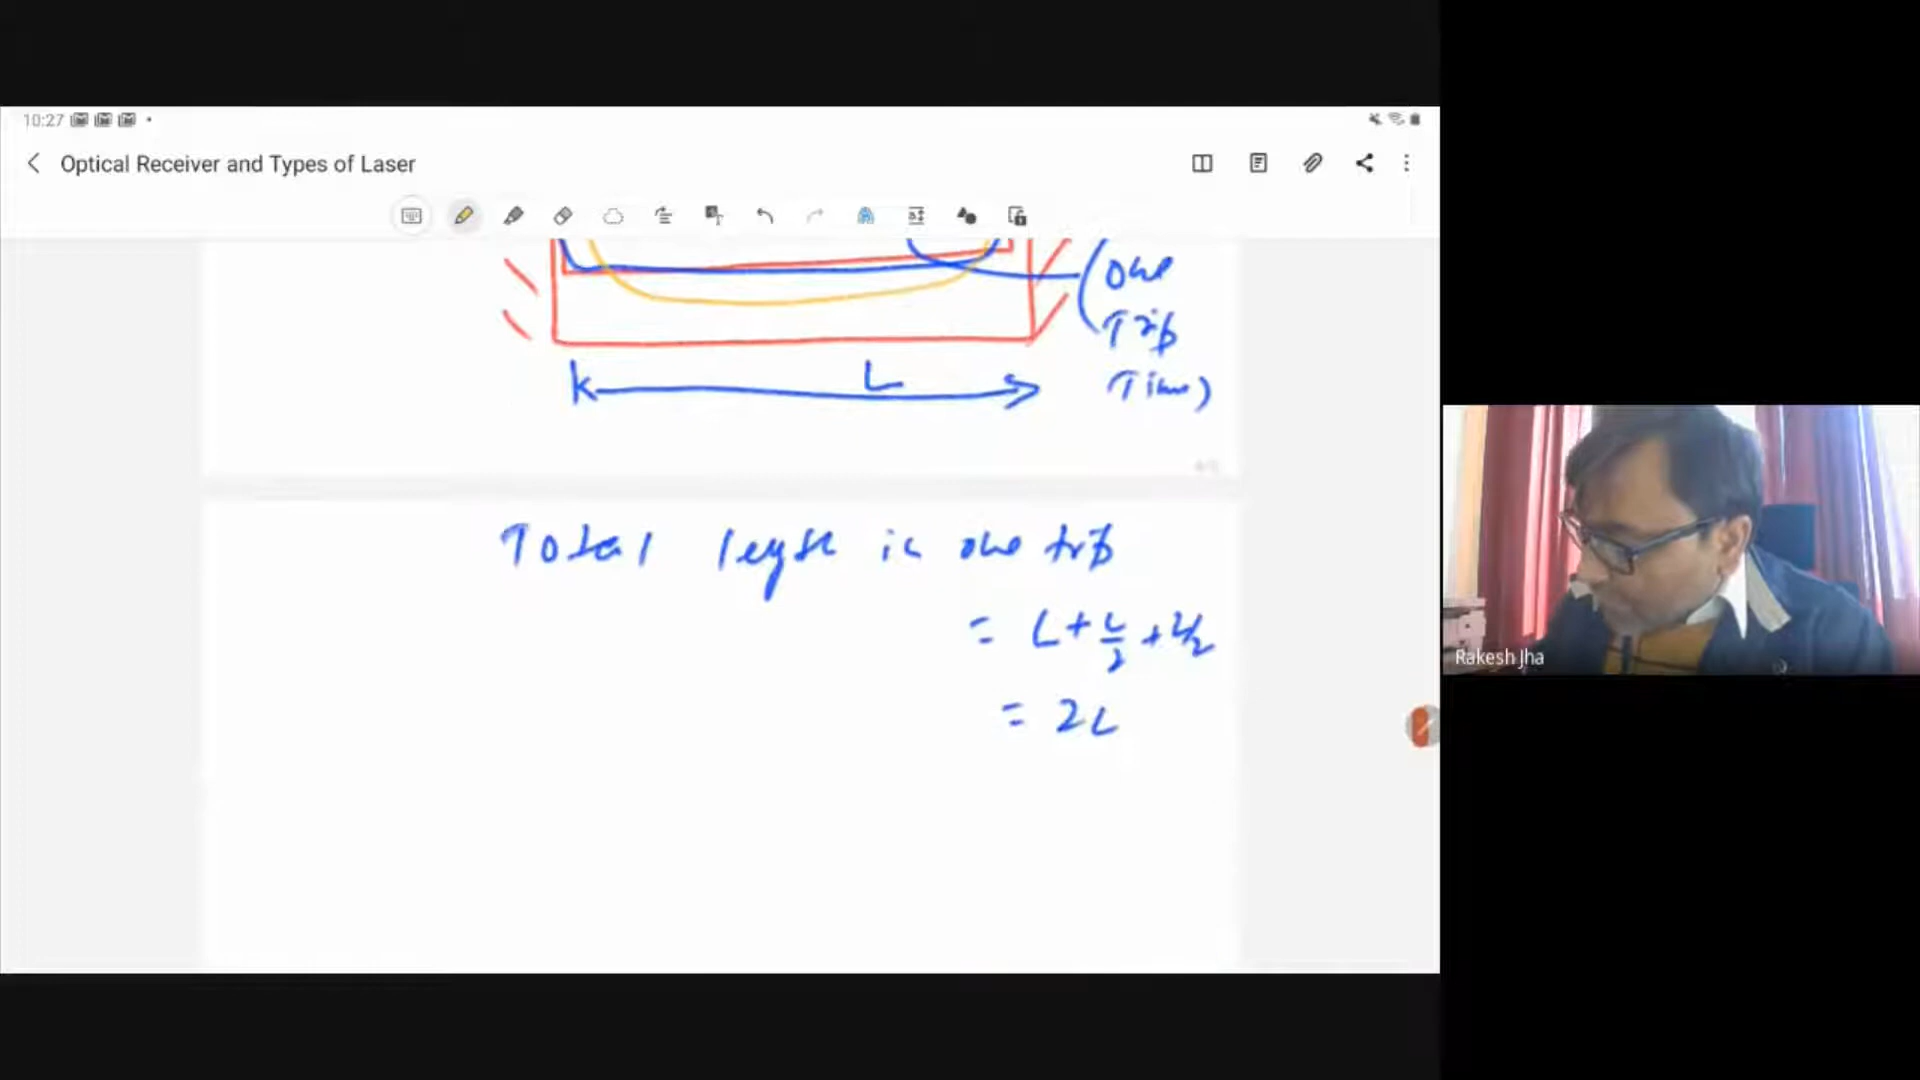 10:27
Optical Receiver and Types of Laser
(One
Trip
Time)
K L
Total length in one trip
= L + L/2 + L/2
= 2L
Rakesh Jha